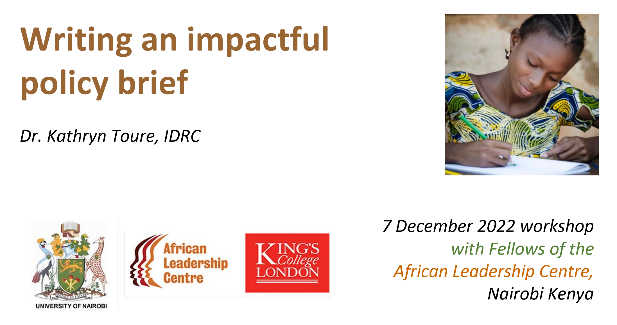 Writing an impactful
policy brief
Dr. Kathryn Toure, IDRC
UNIVERSITY OF NAIROBI
African
Leadership
Centre
KING'S
College
LONDON
7 December 2022 workshop
with Fellows of the
African Leadership Centre,
Nairobi Kenya